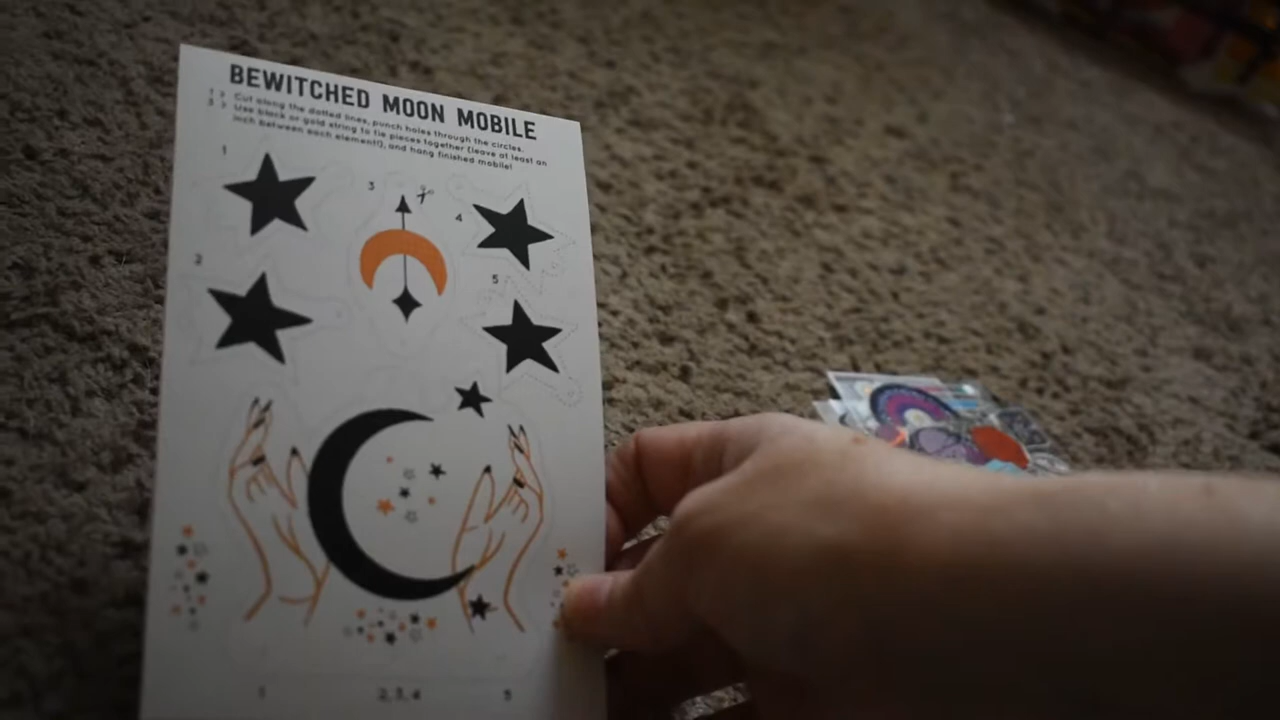 BEWITCHED MOON MOBILE
1 > Cut along the dotted lines, punch holes through the circles.
3 > Use black or gold string to tie pieces together (leave at least an
inch between each element!), and hang finished mobile!
1
3
4
2
5
1
2, 3, 4
5